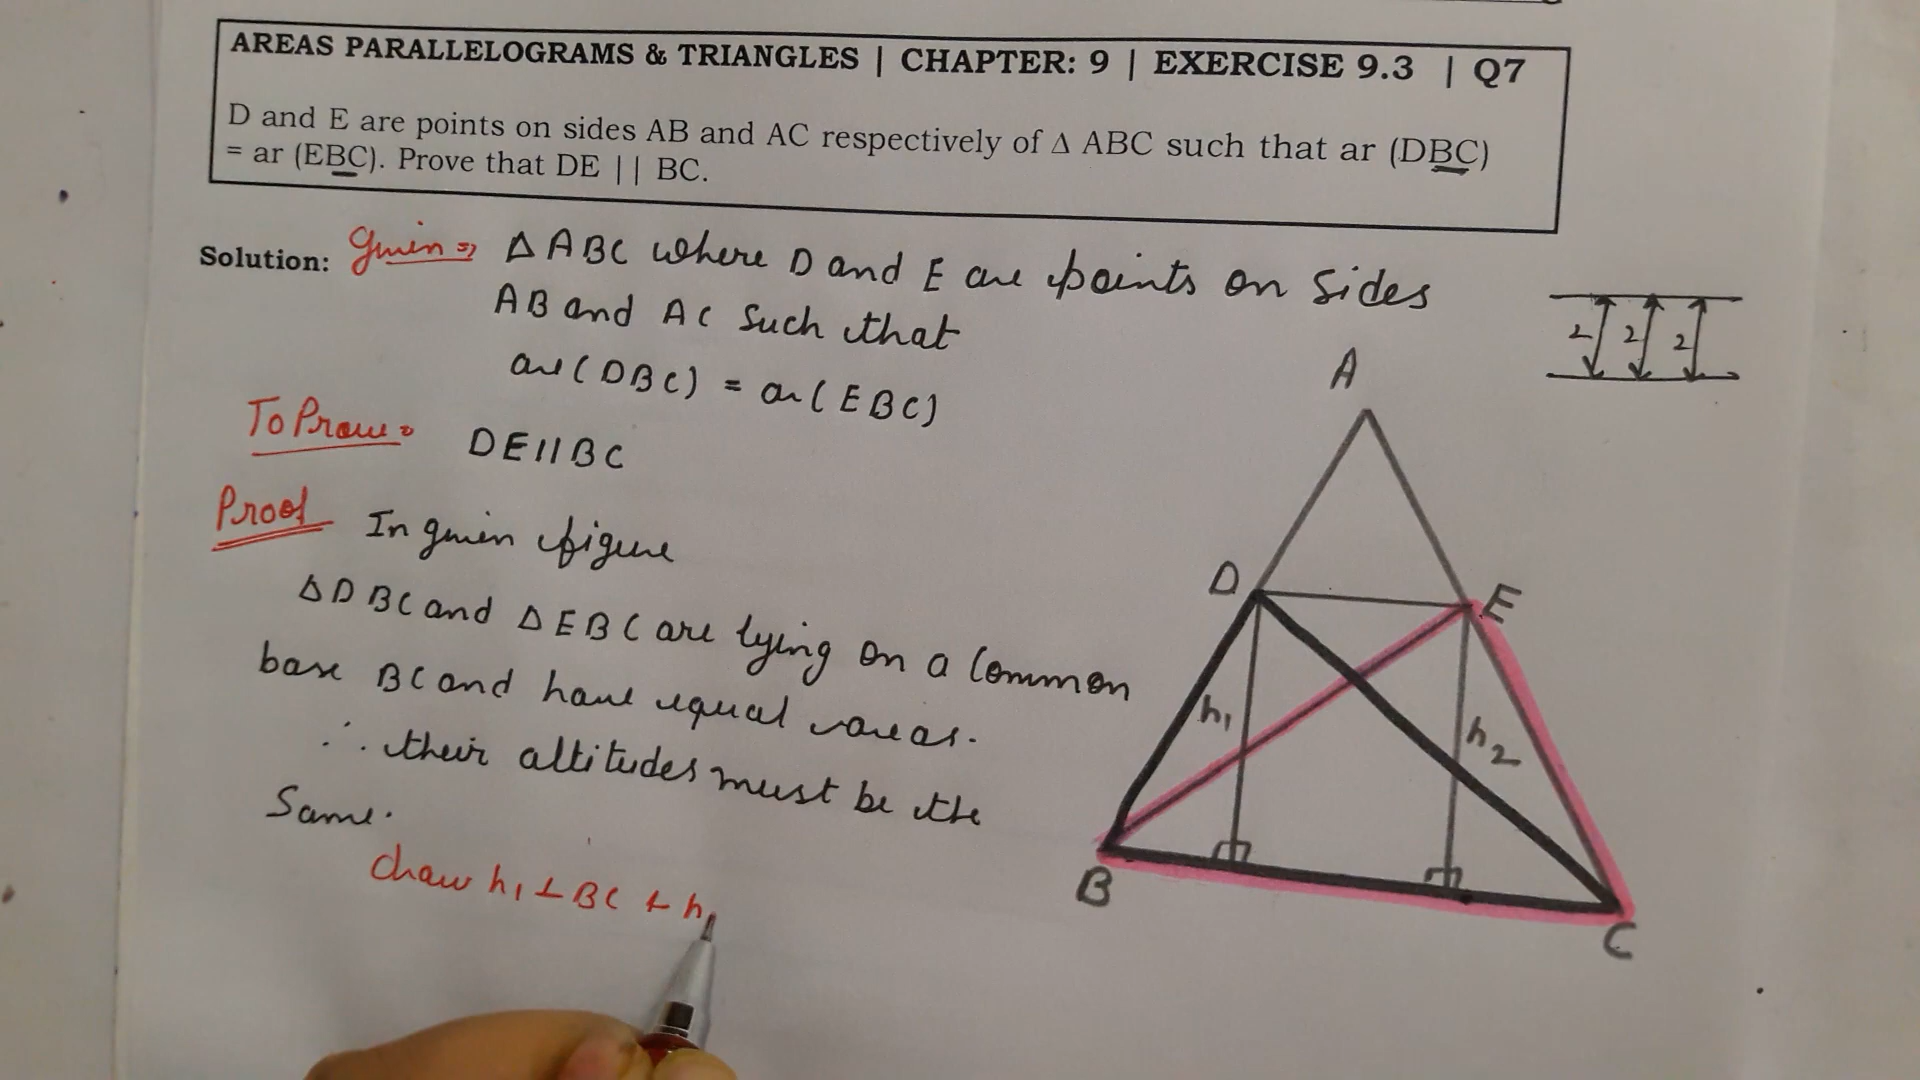 AREAS PARALLELOGRAMS & TRIANGLES | CHAPTER: 9 | EXERCISE 9.3 | Q7
D and E are points on sides AB and AC respectively of Δ ABC such that ar (DBC)
= ar (EBC). Prove that DE || BC.
Solution: Given ⇒ Δ ABC where D and E are points on Sides
AB and AC such that
ar(DBC) = ar(EBC)
To Prove
DE||BC
Proof In given figure
ΔDBC and ΔEBC are lying on a Common
base BC and have equal areas.
∴ their altitudes must be the
Same.
draw h₁ ⊥ BC + h
2 2 2
A
D
E
h₁
h₂
B
C